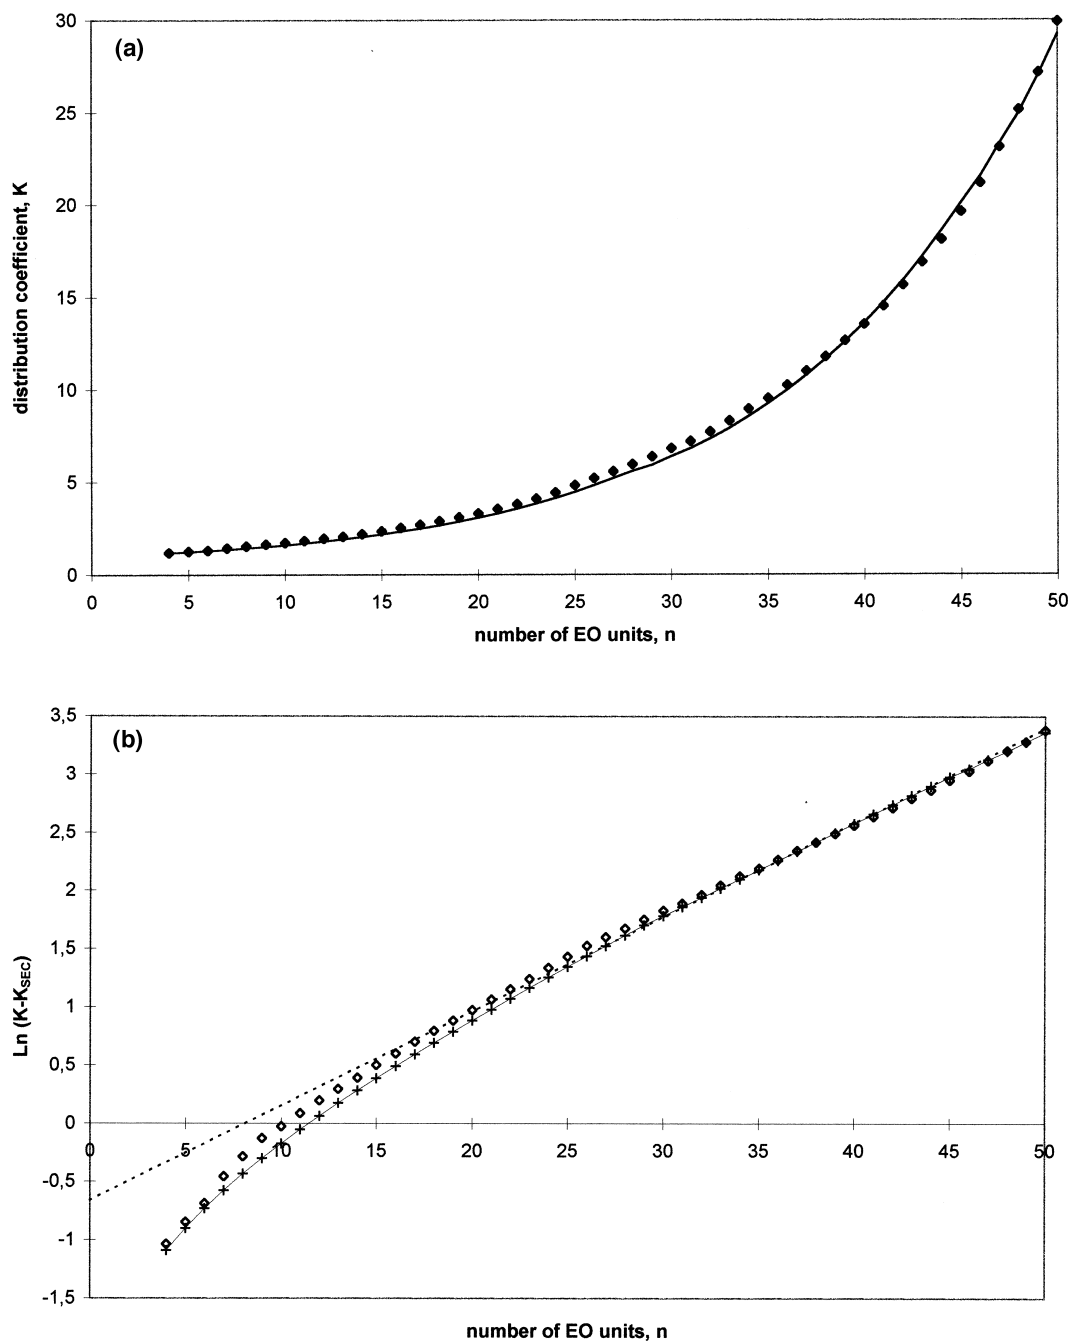 (a)
30
25
20
15
10
5
0
distribution coefficient, K
0 5 10 15 20 25 30 35 40 45 50
number of EO units, n
(b)
3,5
3
2,5
2
1,5
1
0,5
0
-0,5
-1
-1,5
Ln (K-KSEC)
0 5 10 15 20 25 30 35 40 45 50
number of EO units, n